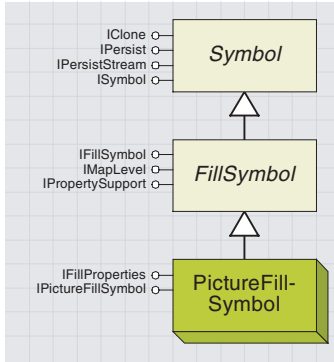 IClone
IPersist
IPersistStream
ISymbol
Symbol
IFillSymbol
IMapLevel
IPropertySupport
FillSymbol
IFillProperties
IPictureFillSymbol
PictureFill-
Symbol